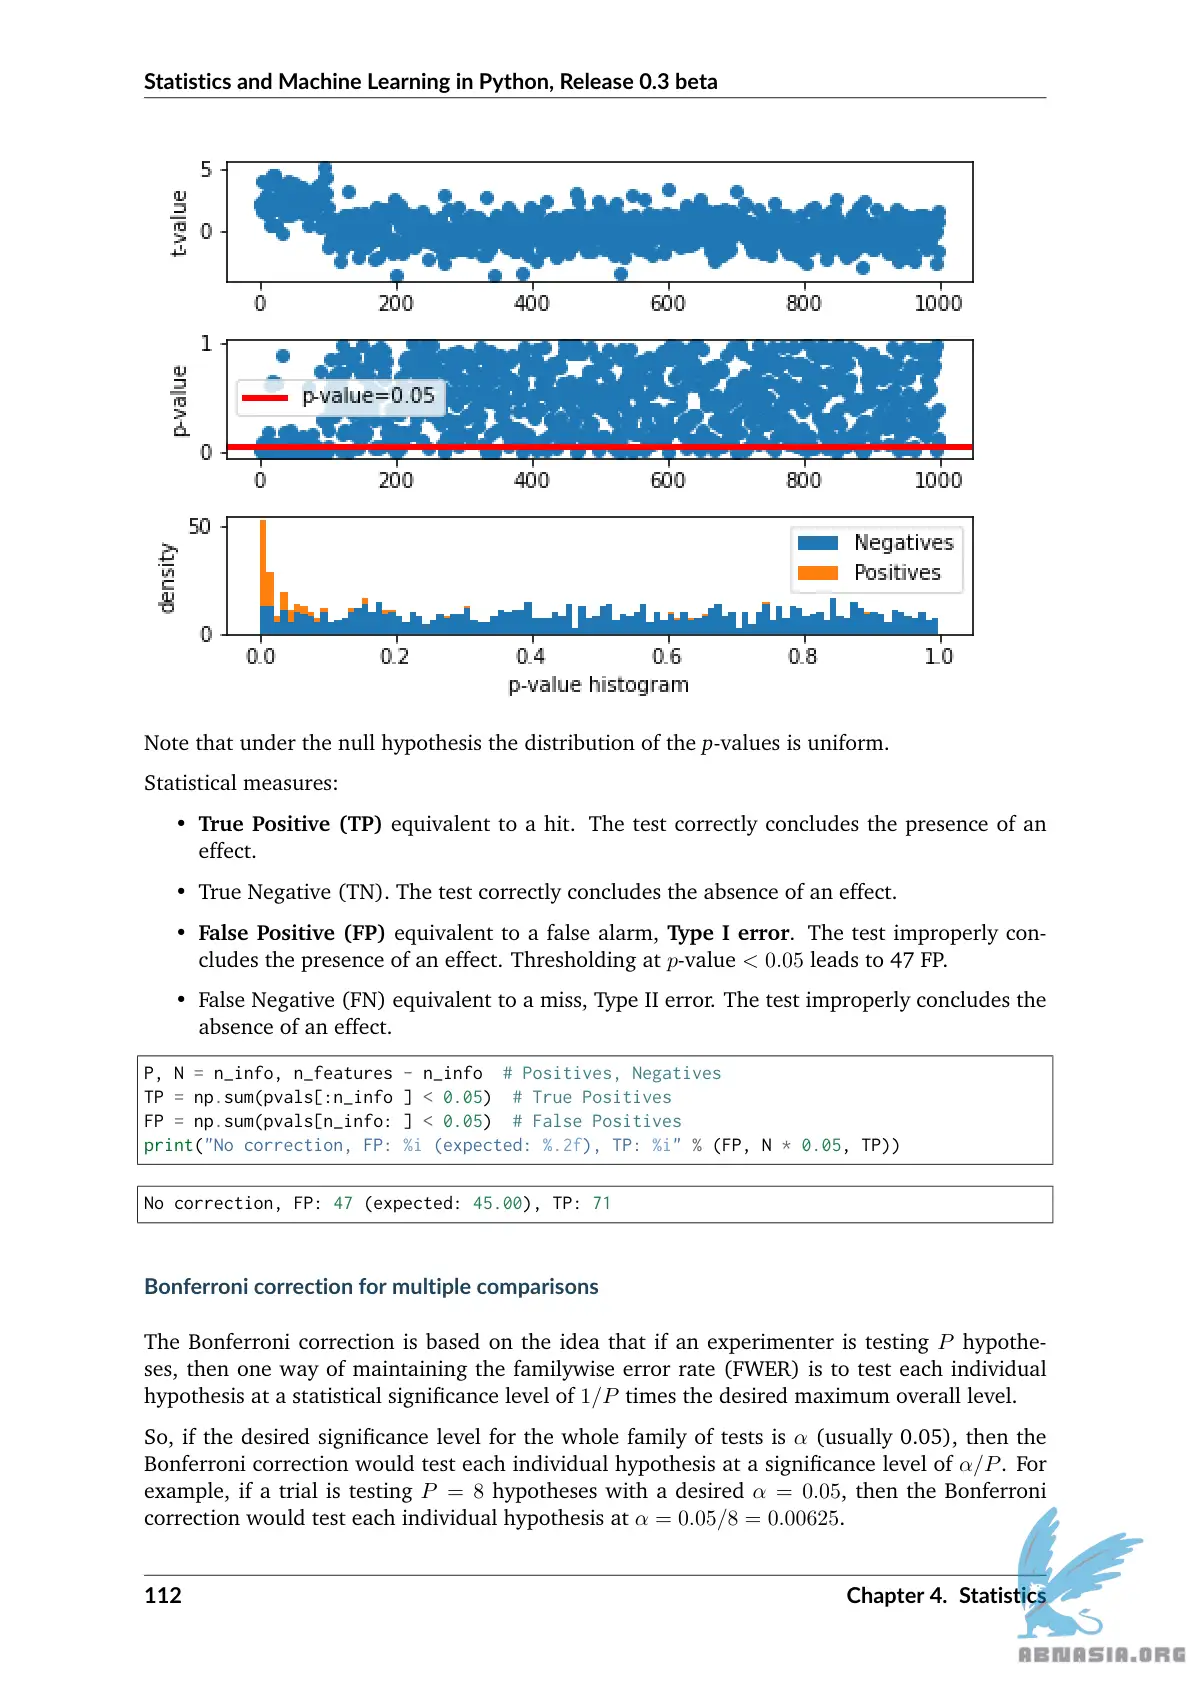 Statistics and Machine Learning in Python, Release 0.3 beta
5
0
t-value
0 200 400 600 800 1000
1
0
p-value
p-value=0.05
0 200 400 600 800 1000
50
0
density
Negatives
Positives
0.0 0.2 0.4 0.6 0.8 1.0
p-value histogram
Note that under the null hypothesis the distribution of the p-values is uniform.
Statistical measures:
• True Positive (TP) equivalent to a hit. The test correctly concludes the presence of an
effect.
• True Negative (TN). The test correctly concludes the absence of an effect.
• False Positive (FP) equivalent to a false alarm, Type I error. The test improperly con-
cludes the presence of an effect. Thresholding at p-value < 0.05 leads to 47 FP.
• False Negative (FN) equivalent to a miss, Type II error. The test improperly concludes the
absence of an effect.
P, N = n_info, n_features - n_info  # Positives, Negatives
TP = np.sum(pvals[:n_info ] < 0.05)  # True Positives
FP = np.sum(pvals[n_info: ] < 0.05)  # False Positives
print("No correction, FP: %i (expected: %.2f), TP: %i" % (FP, N * 0.05, TP))
No correction, FP: 47 (expected: 45.00), TP: 71
Bonferroni correction for multiple comparisons
The Bonferroni correction is based on the idea that if an experimenter is testing P hypothe-
ses, then one way of maintaining the familywise error rate (FWER) is to test each individual
hypothesis at a statistical significance level of 1/P times the desired maximum overall level.
So, if the desired significance level for the whole family of tests is α (usually 0.05), then the
Bonferroni correction would test each individual hypothesis at a significance level of α/P. For
example, if a trial is testing P = 8 hypotheses with a desired α = 0.05, then the Bonferroni
correction would test each individual hypothesis at α = 0.05/8 = 0.00625.
112 Chapter 4. Statistics
ABNASIA.ORG